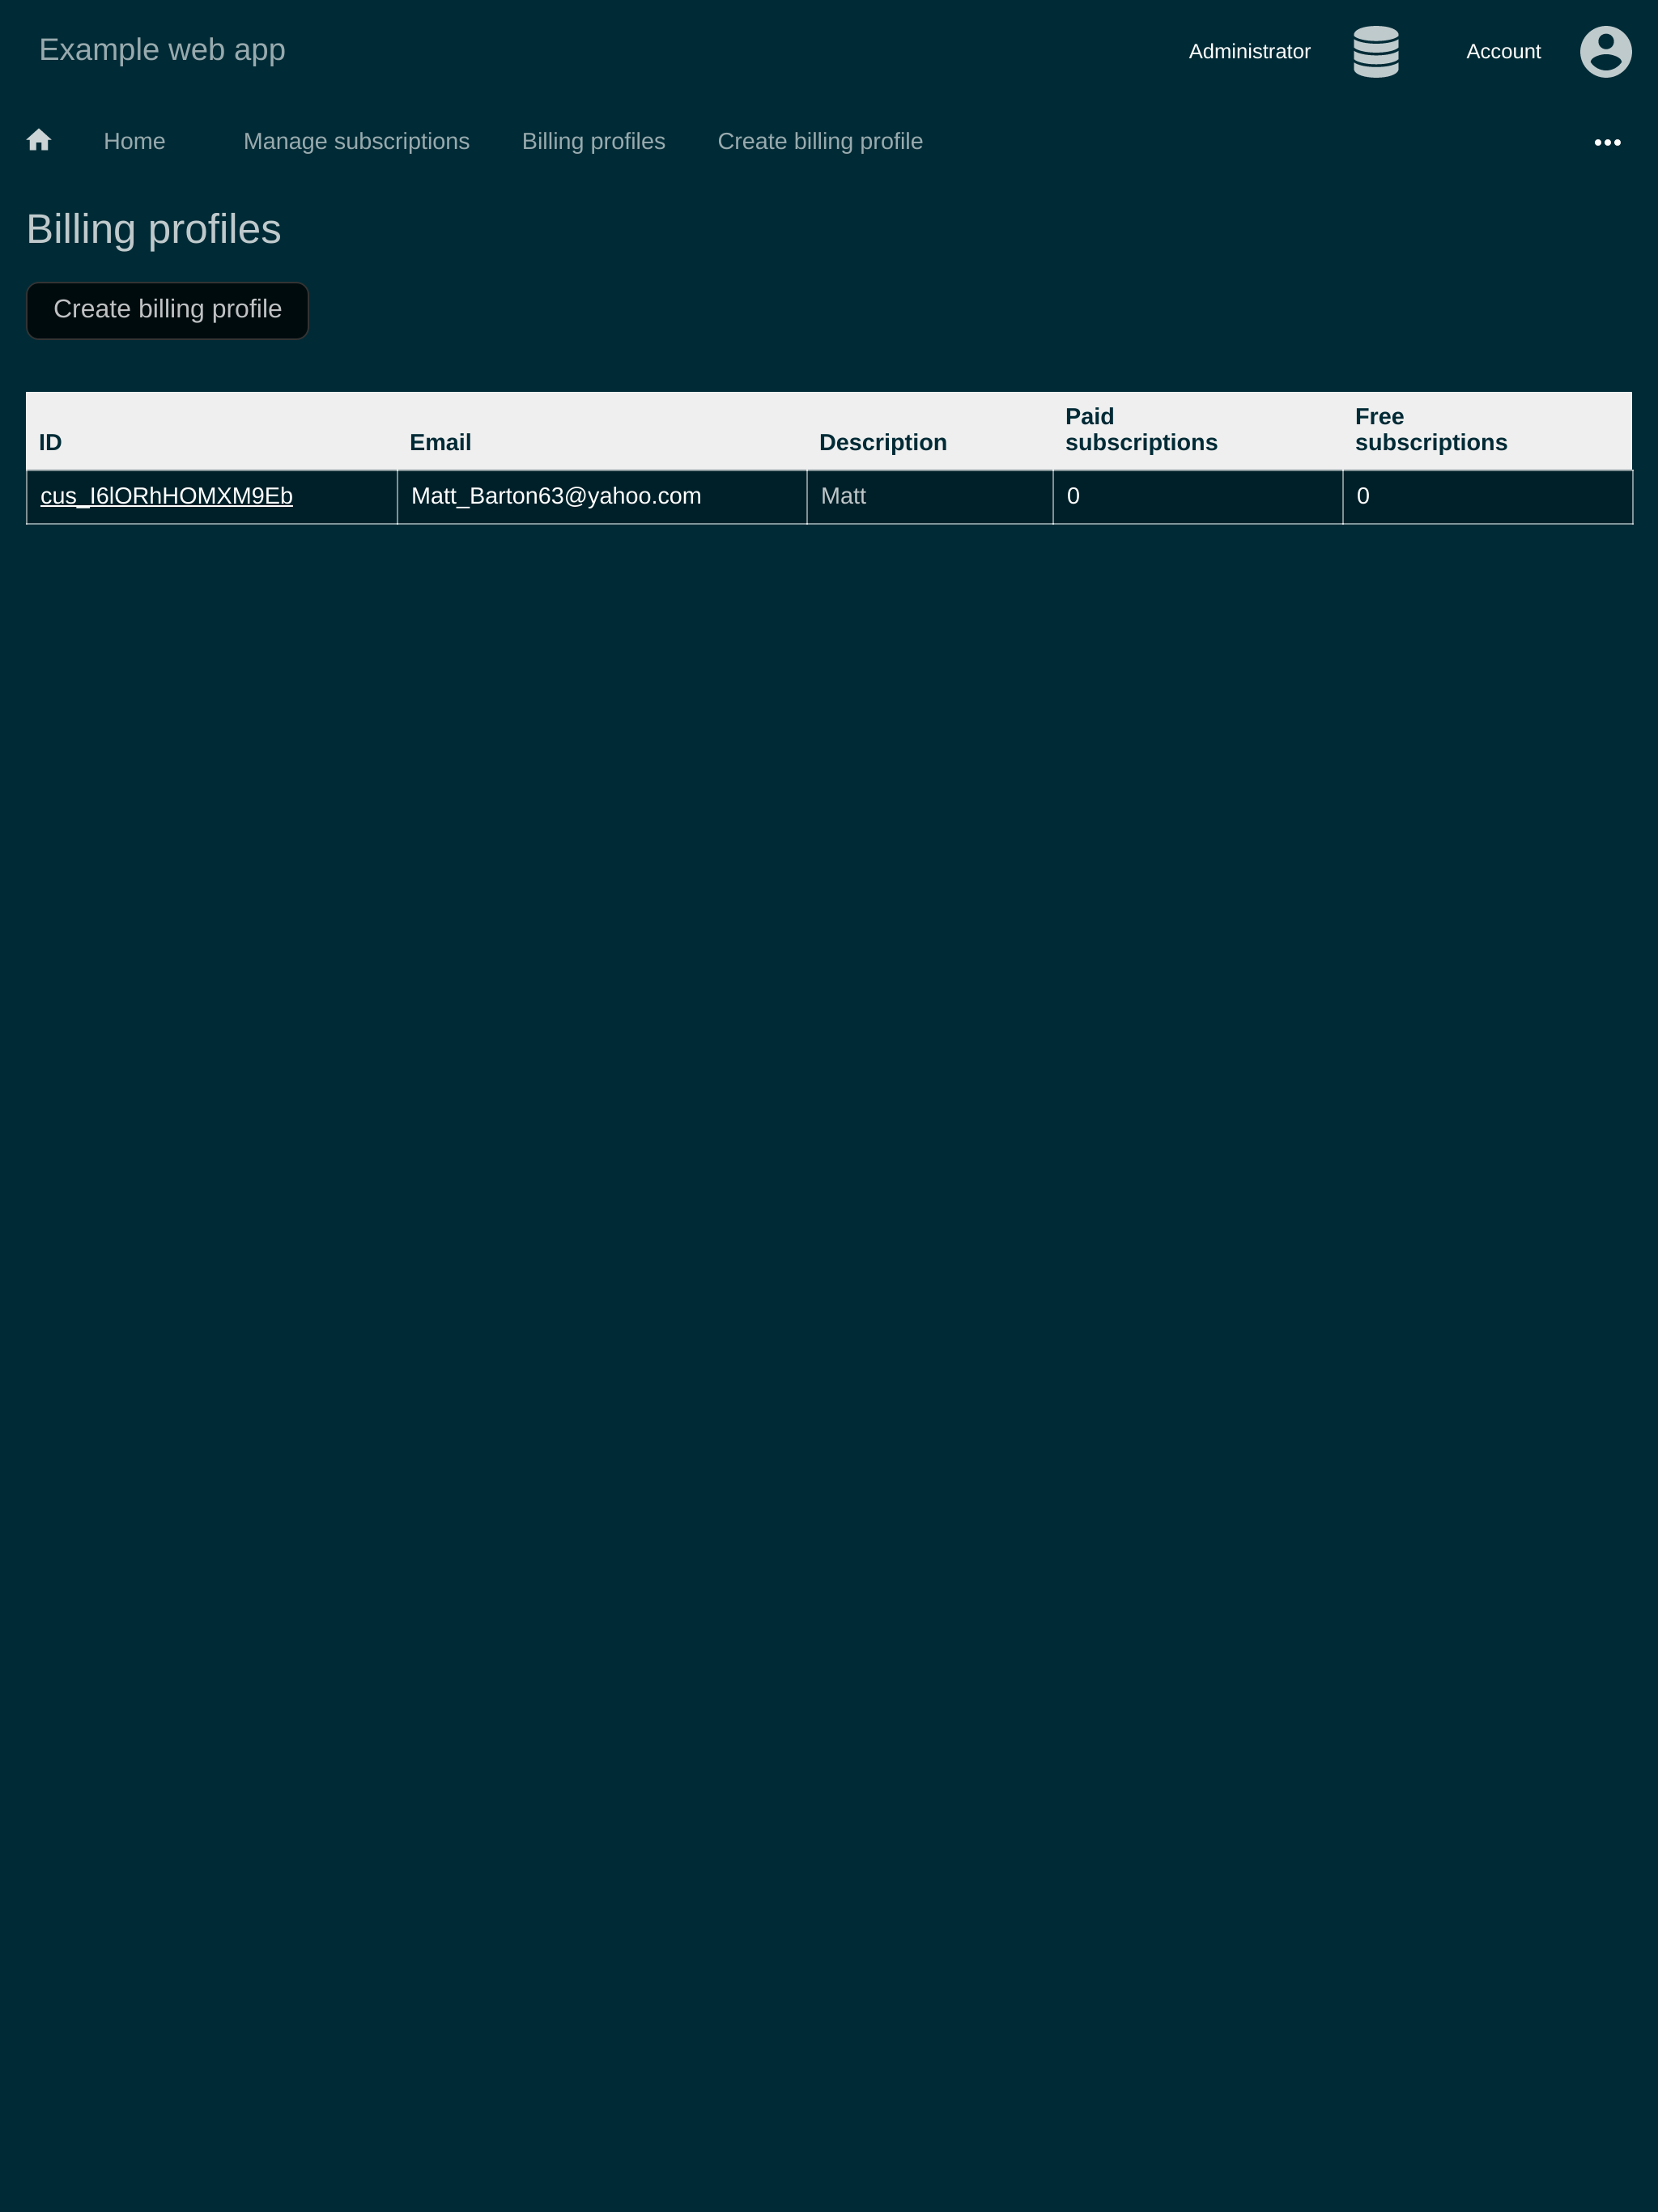 Example web app
Administrator
Account
Home
Manage subscriptions
Billing profiles
Create billing profile
Billing profiles
Create billing profile
ID
Email
Description
Paid
subscriptions
Free
subscriptions
cus_I6lORhHOMXM9Eb
Matt_Barton63@yahoo.com
Matt
0
0